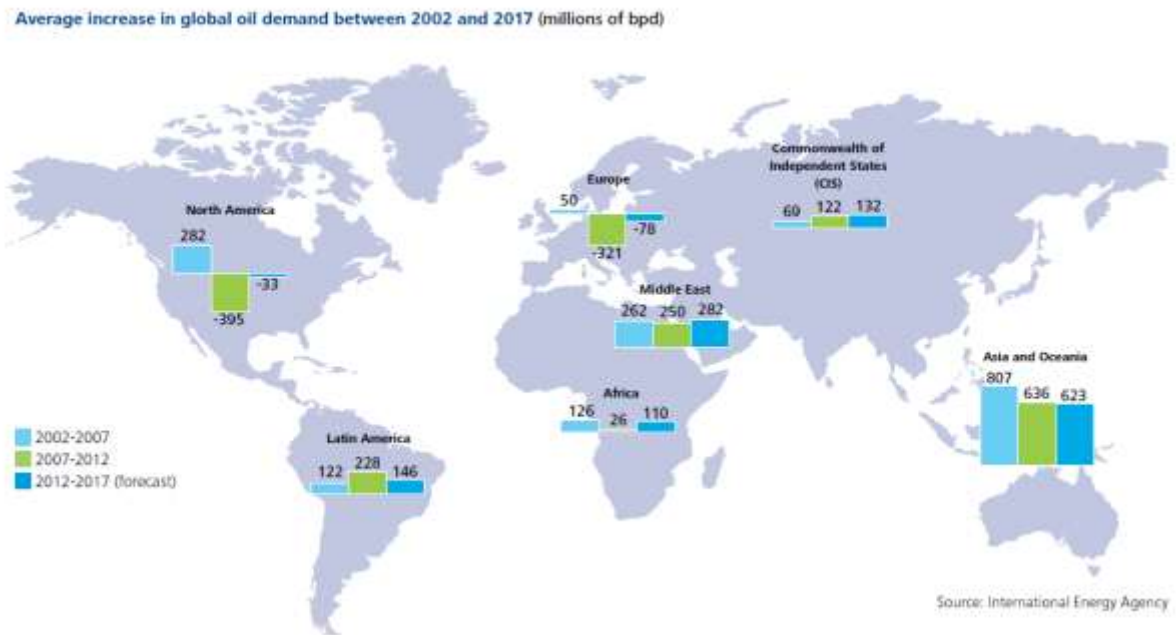 Average increase in global oil demand between 2002 and 2017 (millions of bpd)
Commonwealth of
Independent States
(CIS)
60 122 132
Europe
50
-78
-321
North America
282
-33
-395
Middle East
262 250 282
Asia and Oceania
807
636 623
Africa
126 26 110
Latin America
122 228 146
2002-2007
2007-2012
2012-2017 (forecast)
Source: International Energy Agency